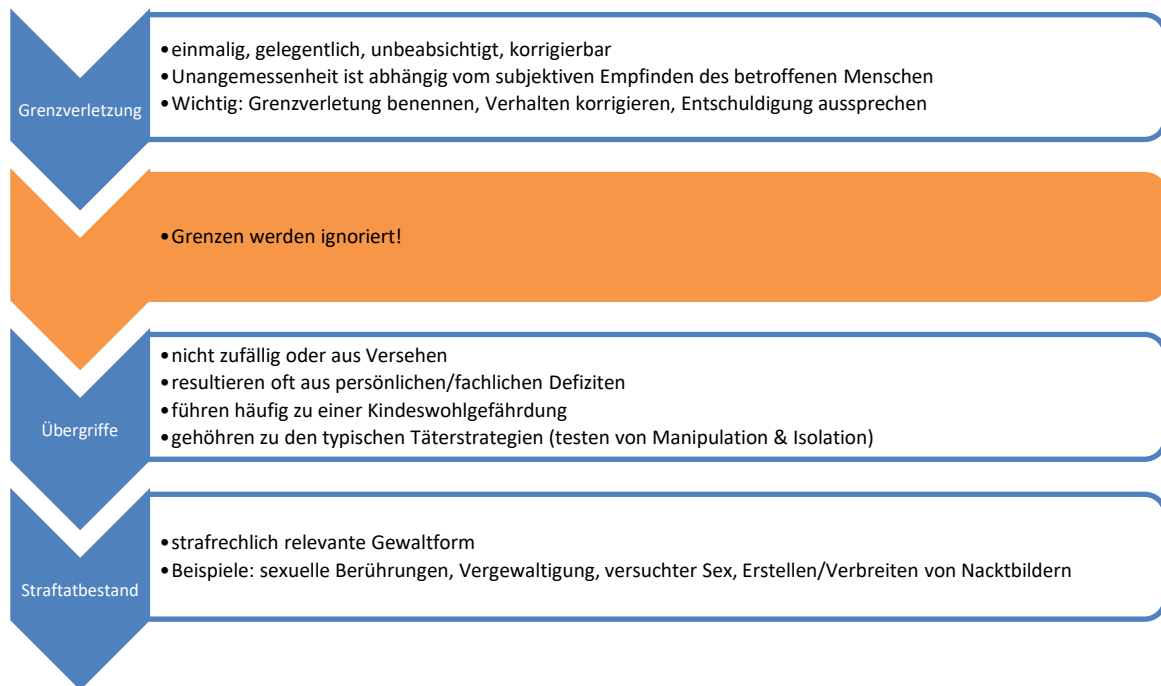 Grenzverletzung
•einmalig, gelegentlich, unbeabsichtigt, korrigierbar
•Unangemessenheit ist abhängig vom subjektiven Empfinden des betroffenen Menschen
•Wichtig: Grenzverletung benennen, Verhalten korrigieren, Entschuldigung aussprechen
•Grenzen werden ignoriert!
Übergriffe
•nicht zufällig oder aus Versehen
•resultieren oft aus persönlichen/fachlichen Defiziten
•führen häufig zu einer Kindeswohlgefährdung
•gehöhren zu den typischen Täterstrategien (testen von Manipulation & Isolation)
Straftatbestand
•strafrechlich relevante Gewaltform
•Beispiele: sexuelle Berührungen, Vergewaltigung, versuchter Sex, Erstellen/Verbreiten von Nacktbildern